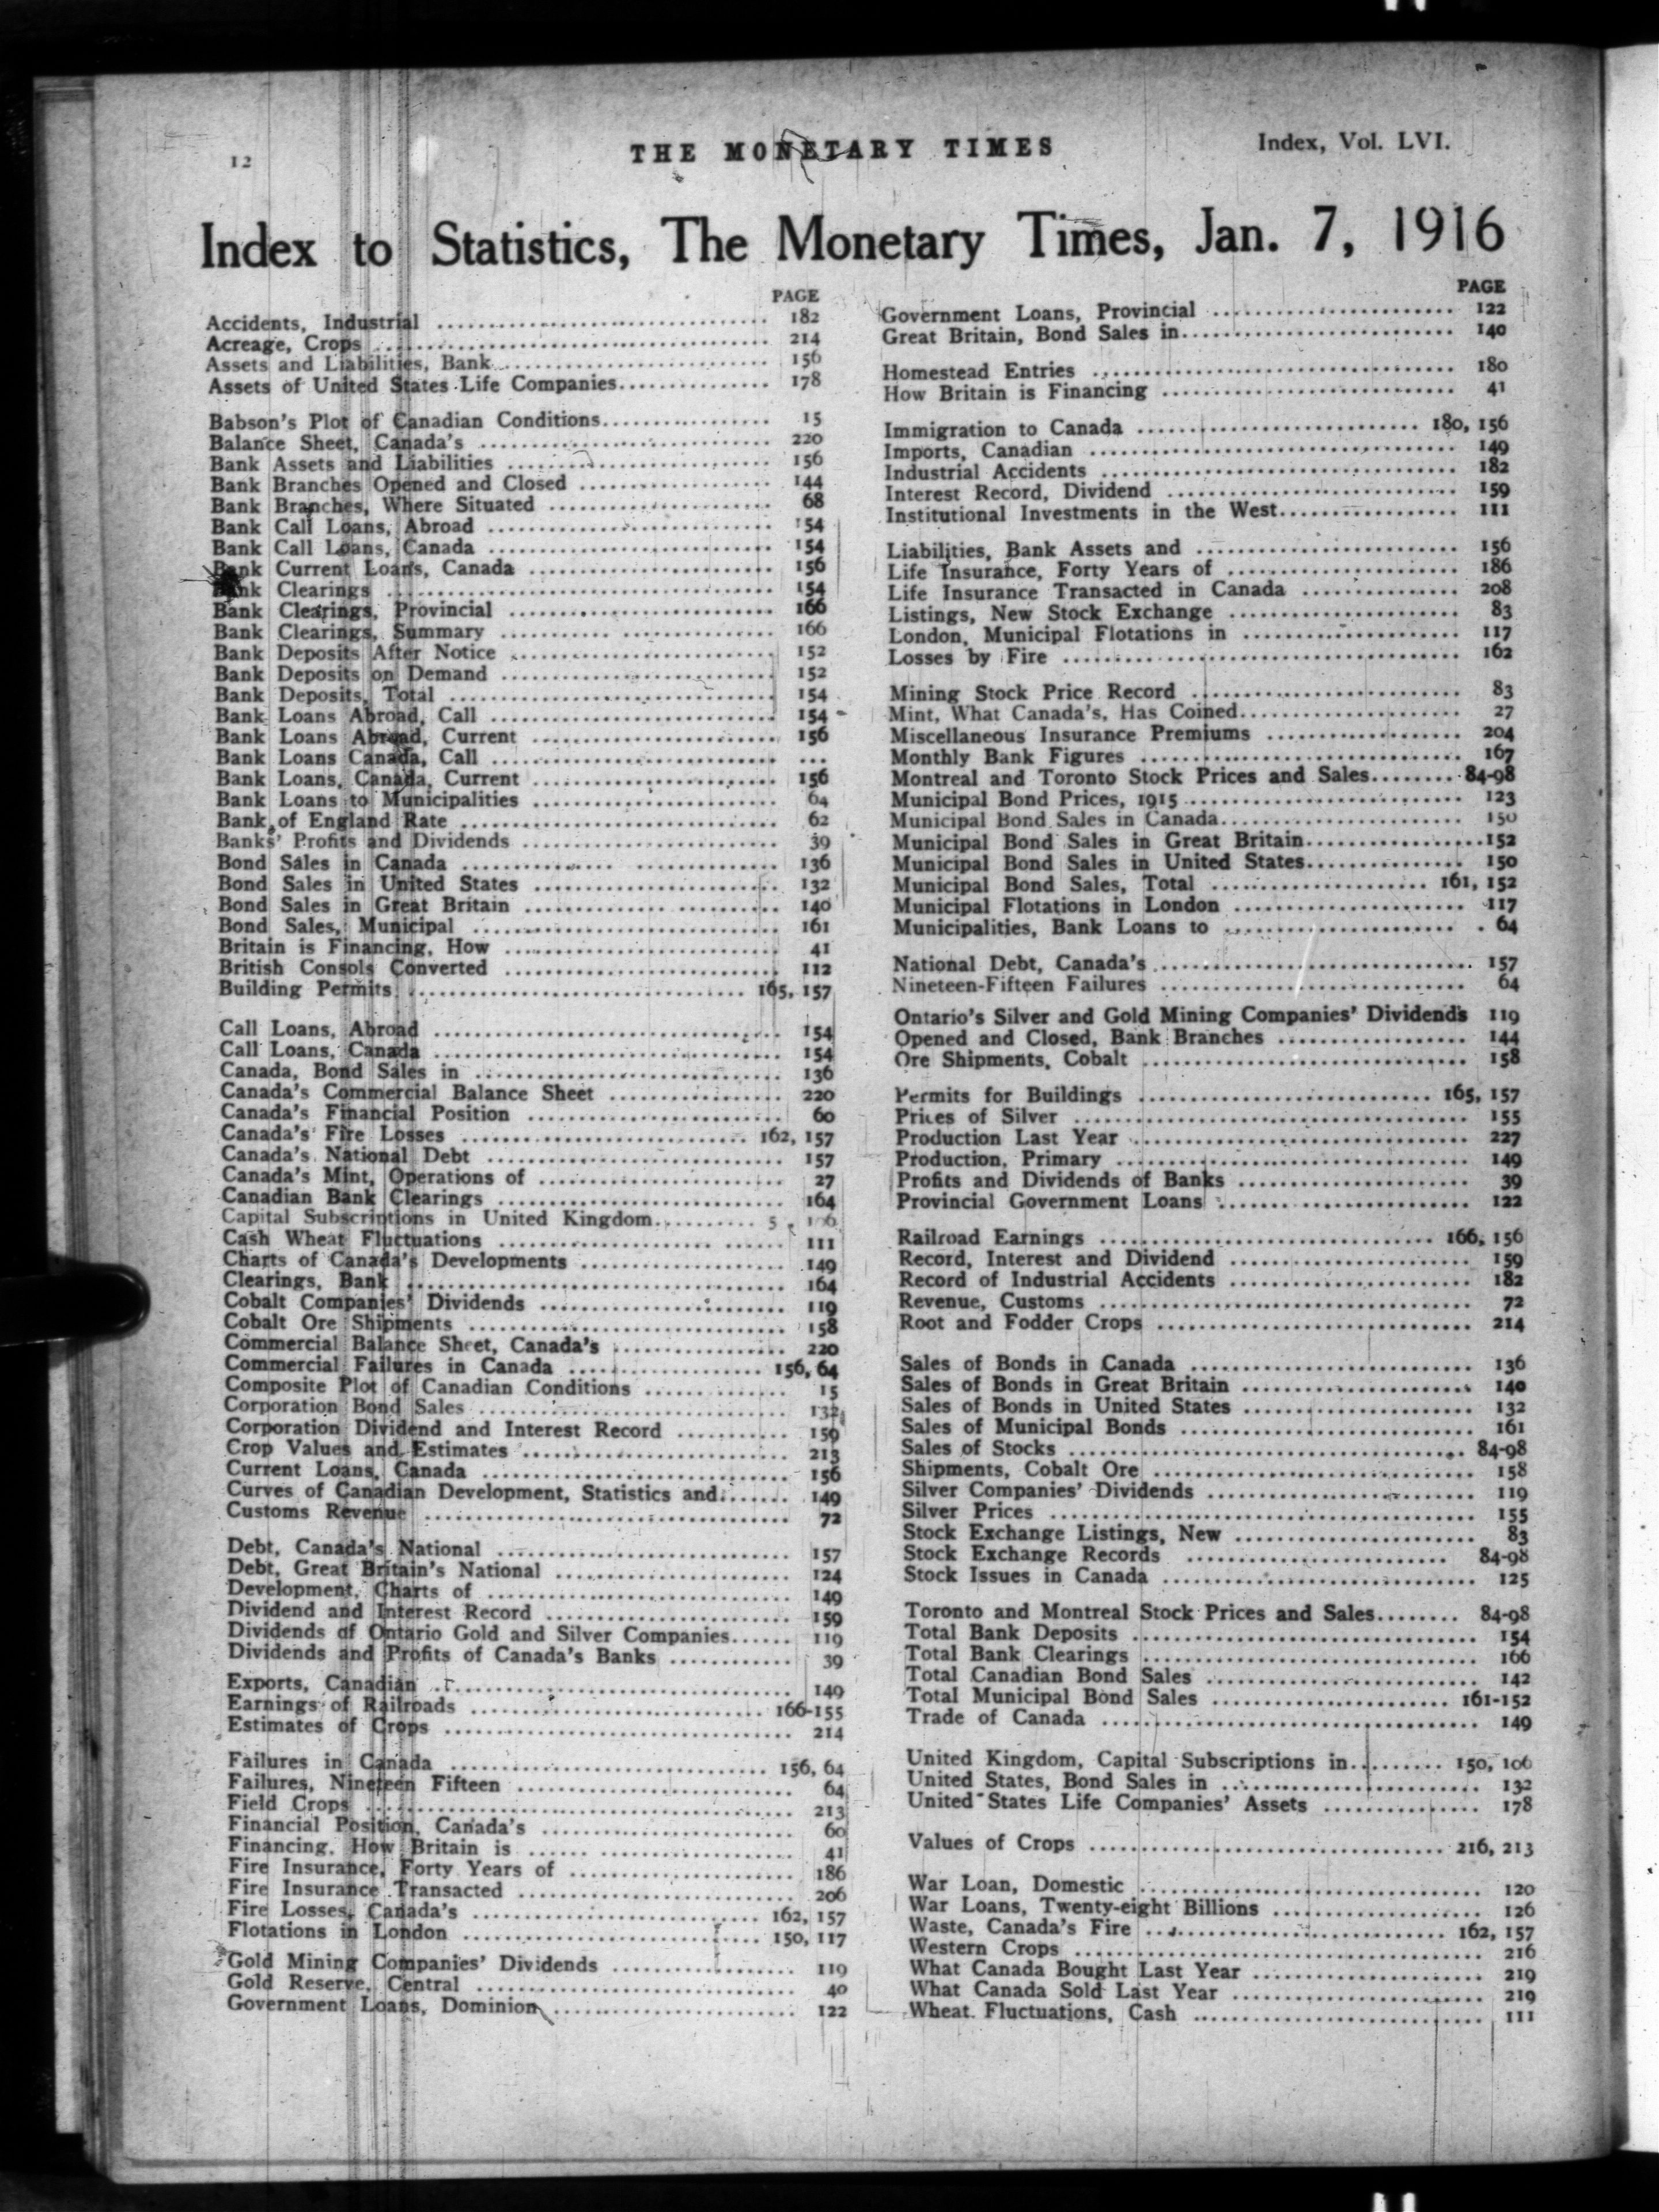 12
THE MONETARY TIMES
Index, Vol. LVI.
Index to Statistics, The Monetary Times, Jan. 7, 1916
PAGE
Accidents, Industrial 182
Acreage, Crops 214
Assets and Liabilities, Bank 156
Assets of United States Life Companies 178
Babson's Plot of Canadian Conditions 15
Balance Sheet, Canada's 220
Bank Assets and Liabilities 156
Bank Branches Opened and Closed 144
Bank Branches, Where Situated 68
Bank Call Loans, Abroad 154
Bank Call Loans, Canada 154
Bank Current Loans, Canada 156
Bank Clearings 154
Bank Clearings, Provincial 166
Bank Clearings, Summary 166
Bank Deposits After Notice 152
Bank Deposits on Demand 152
Bank Deposits, Total 154
Bank Loans Abroad, Call 154
Bank Loans Abroad, Current 156
Bank Loans Canada, Call ...
Bank Loans, Canada, Current 156
Bank Loans to Municipalities 64
Bank of England Rate 62
Banks' Profits and Dividends 39
Bond Sales in Canada 136
Bond Sales in United States 132
Bond Sales in Great Britain 140
Bond Sales, Municipal 161
Britain is Financing, How 41
British Consols Converted 112
Building Permits 165, 157
Call Loans, Abroad 154
Call Loans, Canada 154
Canada, Bond Sales in 136
Canada's Commercial Balance Sheet 220
Canada's Financial Position 60
Canada's Fire Losses 162, 157
Canada's National Debt 157
Canada's Mint, Operations of 27
Canadian Bank Clearings 164
Capital Subscriptions in United Kingdom
Cash Wheat Fluctuations 111
Charts of Canada's Developments 149
Clearings, Bank 164
Cobalt Companies' Dividends 119
Cobalt Ore Shipments 158
Commercial Balance Sheet, Canada's 220
Commercial Failures in Canada 156, 64
Composite Plot of Canadian Conditions 15
Corporation Bond Sales 132
Corporation Dividend and Interest Record 159
Crop Values and Estimates 213
Current Loans, Canada 156
Curves of Canadian Development, Statistics and 149
Customs Revenue 72
Debt, Canada's National 157
Debt, Great Britain's National 124
Development, Charts of 149
Dividend and Interest Record 159
Dividends of Ontario Gold and Silver Companies 119
Dividends and Profits of Canada's Banks 39
Exports, Canadian 149
Earnings of Railroads 166-155
Estimates of Crops 214
Failures in Canada 156, 64
Failures, Nineteen Fifteen 64
Field Crops 213
Financial Position, Canada's 60
Financing, How Britain is 41
Fire Insurance, Forty Years of 186
Fire Insurance Transacted 206
Fire Losses, Canada's 162, 157
Flotations in London 150, 117
Gold Mining Companies' Dividends 119
Gold Reserve, Central 40
Government Loans, Dominion 122
PAGE
Government Loans, Provincial 122
Great Britain, Bond Sales in 140
Homestead Entries 180
How Britain is Financing 41
Immigration to Canada 180, 156
Imports, Canadian 149
Industrial Accidents 182
Interest Record, Dividend 159
Institutional Investments in the West 111
Liabilities, Bank Assets and 156
Life Insurance, Forty Years of 186
Life Insurance Transacted in Canada 208
Listings, New Stock Exchange 83
London, Municipal Flotations in 117
Losses by Fire 162
Mining Stock Price Record 83
Mint, What Canada's, Has Coined 27
Miscellaneous Insurance Premiums 204
Monthly Bank Figures 167
Montreal and Toronto Stock Prices and Sales 84-98
Municipal Bond Prices, 1915 123
Municipal Bond Sales in Canada 150
Municipal Bond Sales in Great Britain 152
Municipal Bond Sales in United States 150
Municipal Bond Sales, Total 161, 152
Municipal Flotations in London 117
Municipalities, Bank Loans to 64
National Debt, Canada's 157
Nineteen-Fifteen Failures 64
Ontario's Silver and Gold Mining Companies' Dividends 119
Opened and Closed, Bank Branches 144
Ore Shipments, Cobalt 158
Permits for Buildings 165, 157
Prices of Silver 155
Production Last Year 227
Production, Primary 149
Profits and Dividends of Banks 39
Provincial Government Loans 122
Railroad Earnings 166, 156
Record, Interest and Dividend 159
Record of Industrial Accidents 182
Revenue, Customs 72
Root and Fodder Crops 214
Sales of Bonds in Canada 136
Sales of Bonds in Great Britain 140
Sales of Bonds in United States 132
Sales of Municipal Bonds 161
Sales of Stocks 84-98
Shipments, Cobalt Ore 158
Silver Companies' Dividends 119
Silver Prices 155
Stock Exchange Listings, New 83
Stock Exchange Records 84-98
Stock Issues in Canada 125
Toronto and Montreal Stock Prices and Sales 84-98
Total Bank Deposits 154
Total Bank Clearings 166
Total Canadian Bond Sales 142
Total Municipal Bond Sales 161-152
Trade of Canada 149
United Kingdom, Capital Subscriptions in 150, 106
United States, Bond Sales in 132
United States Life Companies' Assets 178
Values of Crops 216, 213
War Loan, Domestic 120
War Loans, Twenty-eight Billions 126
Waste, Canada's Fire 162, 157
Western Crops 216
What Canada Bought Last Year 219
What Canada Sold Last Year 219
Wheat Fluctuations, Cash 111